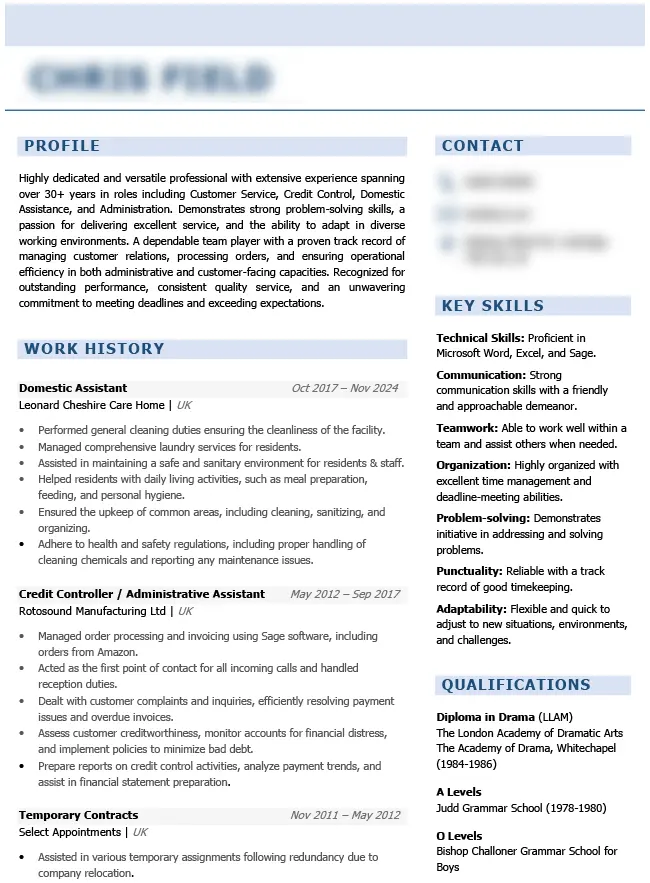 PROFILE
Highly dedicated and versatile professional with extensive experience spanning
over 30+ years in roles including Customer Service, Credit Control, Domestic
Assistance, and Administration. Demonstrates strong problem-solving skills, a
passion for delivering excellent service, and the ability to adapt in diverse
working environments. A dependable team player with a proven track record of
managing customer relations, processing orders, and ensuring operational
efficiency in both administrative and customer-facing capacities. Recognized for
outstanding performance, consistent quality service, and an unwavering
commitment to meeting deadlines and exceeding expectations.
WORK HISTORY
Domestic Assistant Oct 2017 – Nov 2024
Leonard Cheshire Care Home | UK
• Performed general cleaning duties ensuring the cleanliness of the facility.
• Managed comprehensive laundry services for residents.
• Assisted in maintaining a safe and sanitary environment for residents & staff.
• Helped residents with daily living activities, such as meal preparation,
feeding, and personal hygiene.
• Ensured the upkeep of common areas, including cleaning, sanitizing, and
organizing.
• Adhere to health and safety regulations, including proper handling of
cleaning chemicals and reporting any maintenance issues.
Credit Controller / Administrative Assistant May 2012 – Sep 2017
Rotosound Manufacturing Ltd | UK
• Managed order processing and invoicing using Sage software, including
orders from Amazon.
• Acted as the first point of contact for all incoming calls and handled
reception duties.
• Dealt with customer complaints and inquiries, efficiently resolving payment
issues and overdue invoices.
• Assess customer creditworthiness, monitor accounts for financial distress,
and implement policies to minimize bad debt.
• Prepare reports on credit control activities, analyze payment trends, and
assist in financial statement preparation.
Temporary Contracts Nov 2011 – May 2012
Select Appointments | UK
• Assisted in various temporary assignments following redundancy due to
company relocation.
CONTACT
KEY SKILLS
Technical Skills: Proficient in
Microsoft Word, Excel, and Sage.
Communication: Strong
communication skills with a friendly
and approachable demeanor.
Teamwork: Able to work well within a
team and assist others when needed.
Organization: Highly organized with
excellent time management and
deadline-meeting abilities.
Problem-solving: Demonstrates
initiative in addressing and solving
problems.
Punctuality: Reliable with a track
record of good timekeeping.
Adaptability: Flexible and quick to
adjust to new situations, environments,
and challenges.
QUALIFICATIONS
Diploma in Drama (LLAM)
The London Academy of Dramatic Arts
The Academy of Drama, Whitechapel
(1984-1986)
A Levels
Judd Grammar School (1978-1980)
O Levels
Bishop Challoner Grammar School for
Boys